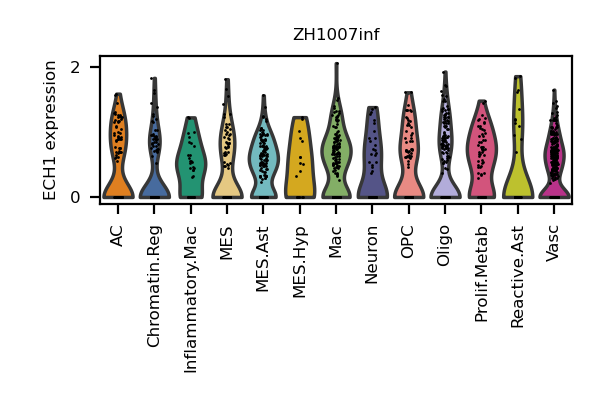 ZH1007inf
ECH1 expression
2
0
AC
Chromatin.Reg
Inflammatory.Mac
MES
MES.Ast
MES.Hyp
Mac
Neuron
OPC
Oligo
Prolif.Metab
Reactive.Ast
Vasc